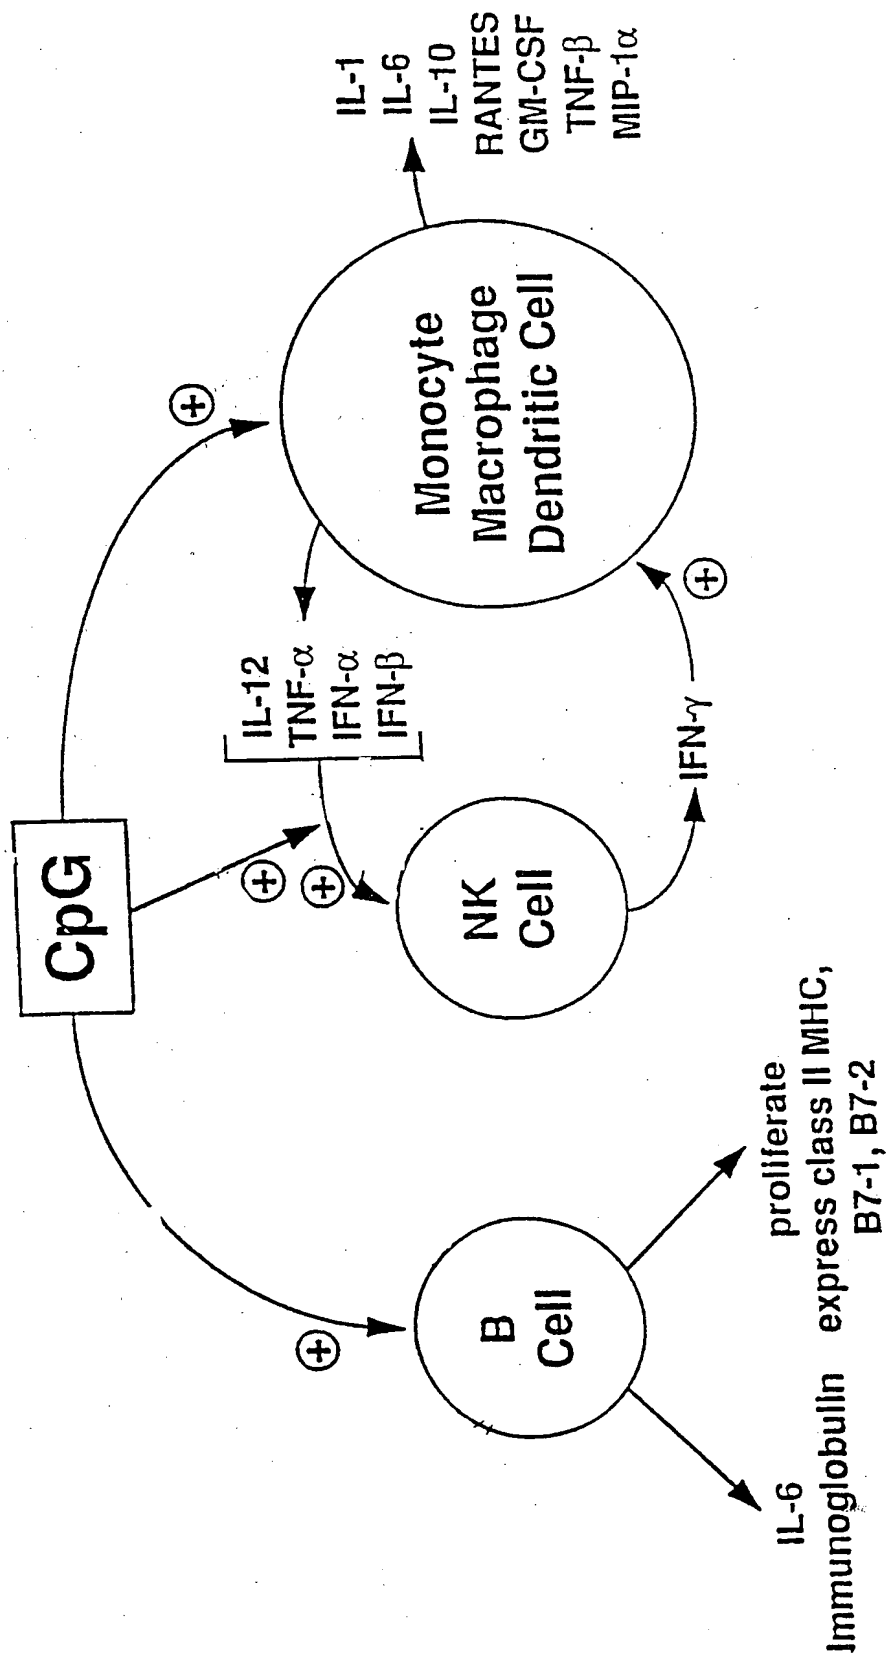 CpG
+
+
+
+
+
IL-12
TNF-α
IFN-α
IFN-β
IL-1
IL-6
IL-10
RANTES
GM-CSF
TNF-β
MIP-1α
B
Cell
NK
Cell
Monocyte
Macrophage
Dendritic Cell
IFN-γ
IL-6
Immunoglobulin
proliferate
express class II MHC,
B7-1, B7-2